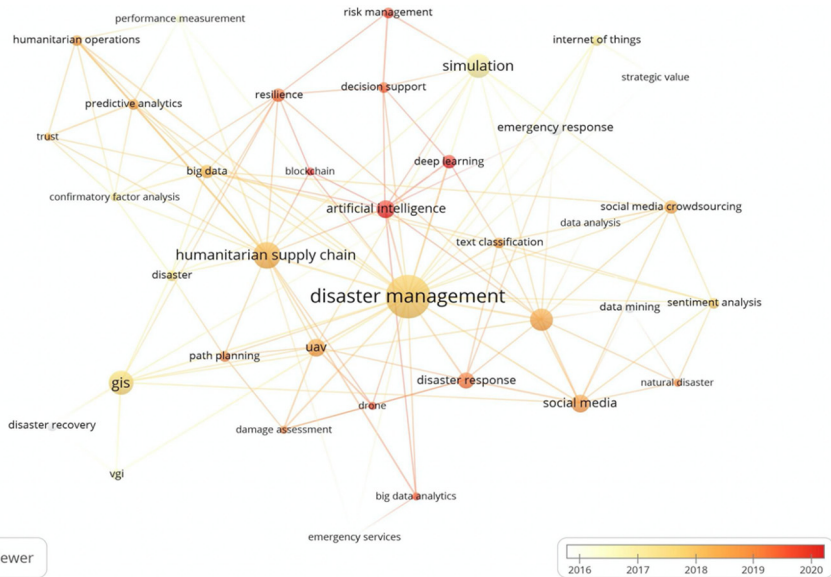 risk management
performance measurement
humanitarian operations
internet of things
simulation
strategic value
decision support
resilience
predictive analytics
emergency response
trust
deep learning
big data
blockchain
confirmatory factor analysis
artificial intelligence
social media crowdsourcing
data analysis
text classification
humanitarian supply chain
disaster
disaster management
data mining
sentiment analysis
uav
path planning
gis
disaster response
natural disaster
drone
social media
disaster recovery
damage assessment
vgi
big data analytics
emergency services
ewer
2016 2017 2018 2019 2020